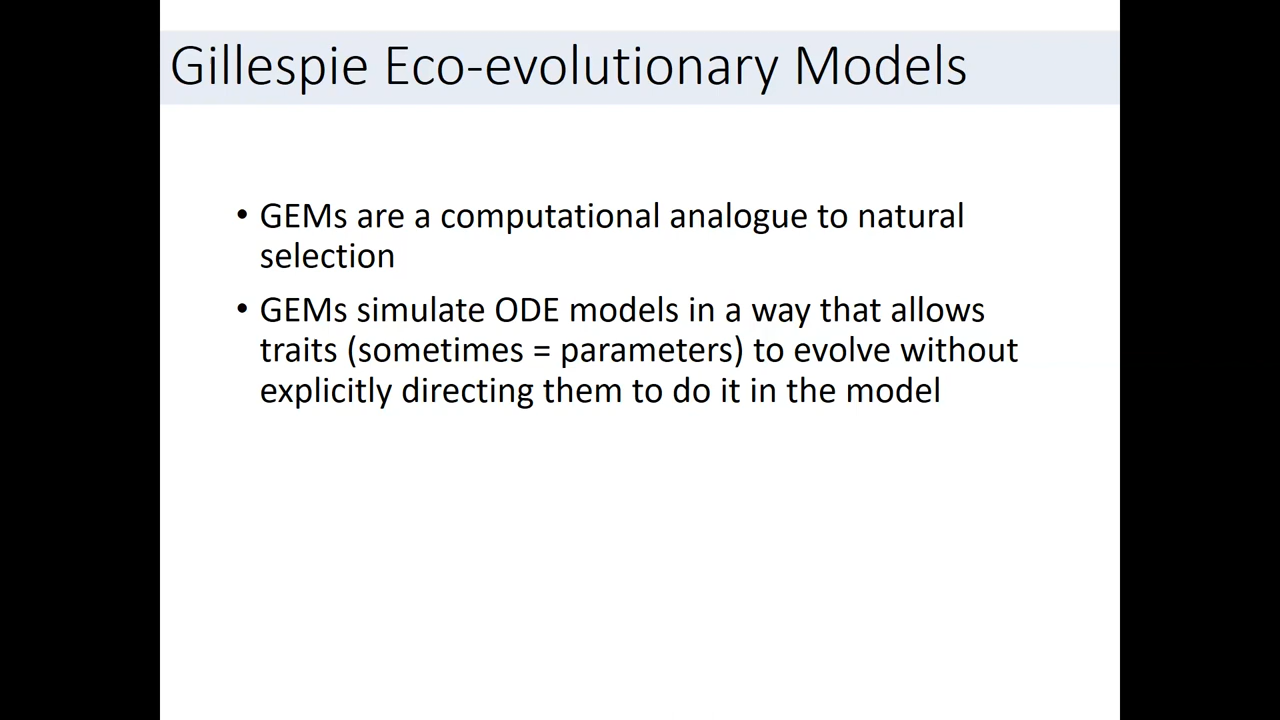 Gillespie Eco-evolutionary Models
• GEMs are a computational analogue to natural
selection
• GEMs simulate ODE models in a way that allows
traits (sometimes = parameters) to evolve without
explicitly directing them to do it in the model